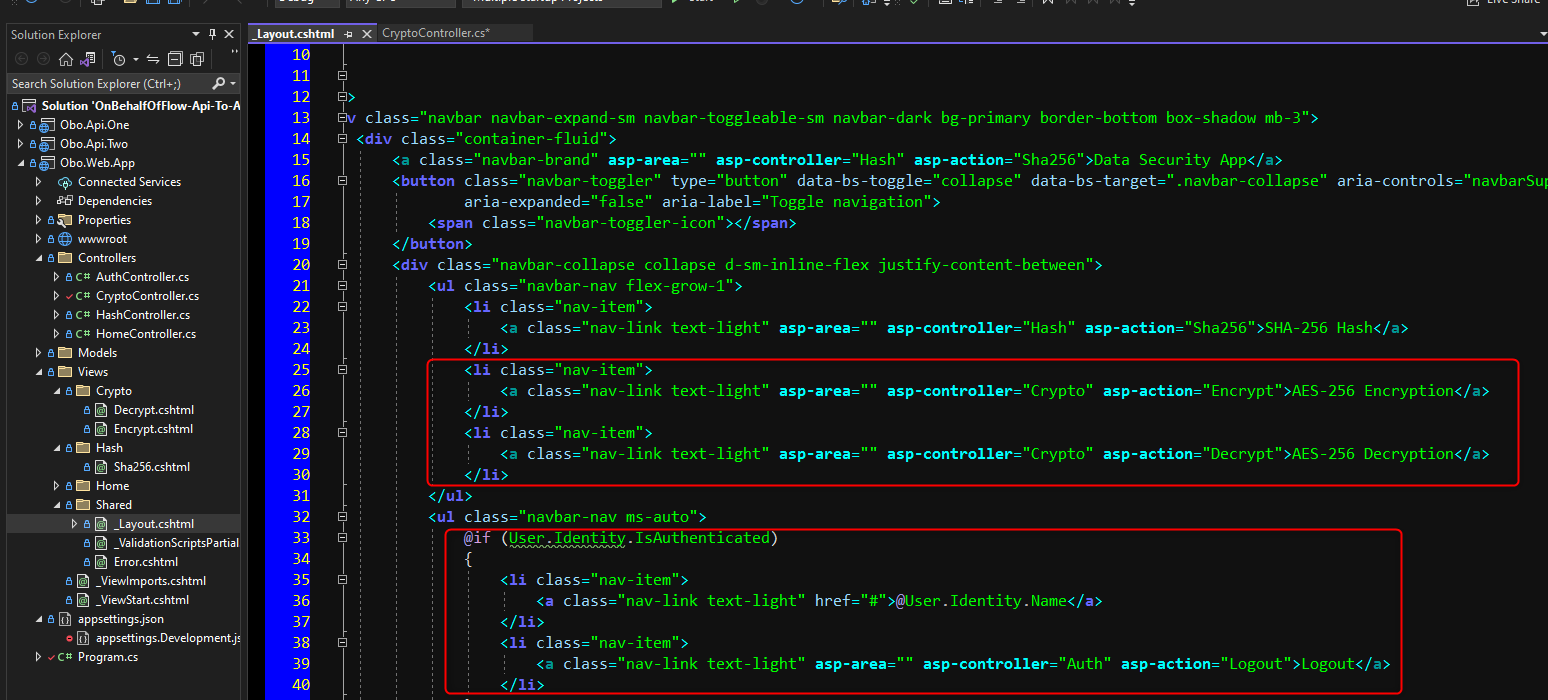 Live Share
Solution Explorer
Search Solution Explorer (Ctrl+;)
Solution 'OnBehalfOfFlow-Api-To-A
Obo.Api.One
Obo.Api.Two
Obo.Web.App
Connected Services
Dependencies
Properties
wwwroot
Controllers
C# AuthController.cs
C# CryptoController.cs
C# HashController.cs
C# HomeController.cs
Models
Views
Crypto
Decrypt.cshtml
Encrypt.cshtml
Hash
Sha256.cshtml
Home
Shared
_Layout.cshtml
_ValidationScriptsPartial
Error.cshtml
_ViewImports.cshtml
_ViewStart.cshtml
appsettings.json
appsettings.Development.js
C# Program.cs
_Layout.cshtml
CryptoController.cs*
10
11
12 >
13 v class="navbar navbar-expand-sm navbar-toggleable-sm navbar-dark bg-primary border-bottom box-shadow mb-3">
14 <div class="container-fluid">
15 <a class="navbar-brand" asp-area="" asp-controller="Hash" asp-action="Sha256">Data Security App</a>
16 <button class="navbar-toggler" type="button" data-bs-toggle="collapse" data-bs-target=".navbar-collapse" aria-controls="navbarSup
17 aria-expanded="false" aria-label="Toggle navigation">
18 <span class="navbar-toggler-icon"></span>
19 </button>
20 <div class="navbar-collapse collapse d-sm-inline-flex justify-content-between">
21 <ul class="navbar-nav flex-grow-1">
22 <li class="nav-item">
23 <a class="nav-link text-light" asp-area="" asp-controller="Hash" asp-action="Sha256">SHA-256 Hash</a>
24 </li>
25 <li class="nav-item">
26 <a class="nav-link text-light" asp-area="" asp-controller="Crypto" asp-action="Encrypt">AES-256 Encryption</a>
27 </li>
28 <li class="nav-item">
29 <a class="nav-link text-light" asp-area="" asp-controller="Crypto" asp-action="Decrypt">AES-256 Decryption</a>
30 </li>
31 </ul>
32 <ul class="navbar-nav ms-auto">
33 @if (User.Identity.IsAuthenticated)
34 {
35 <li class="nav-item">
36 <a class="nav-link text-light" href="#">@User.Identity.Name</a>
37 </li>
38 <li class="nav-item">
39 <a class="nav-link text-light" asp-area="" asp-controller="Auth" asp-action="Logout">Logout</a>
40 </li>